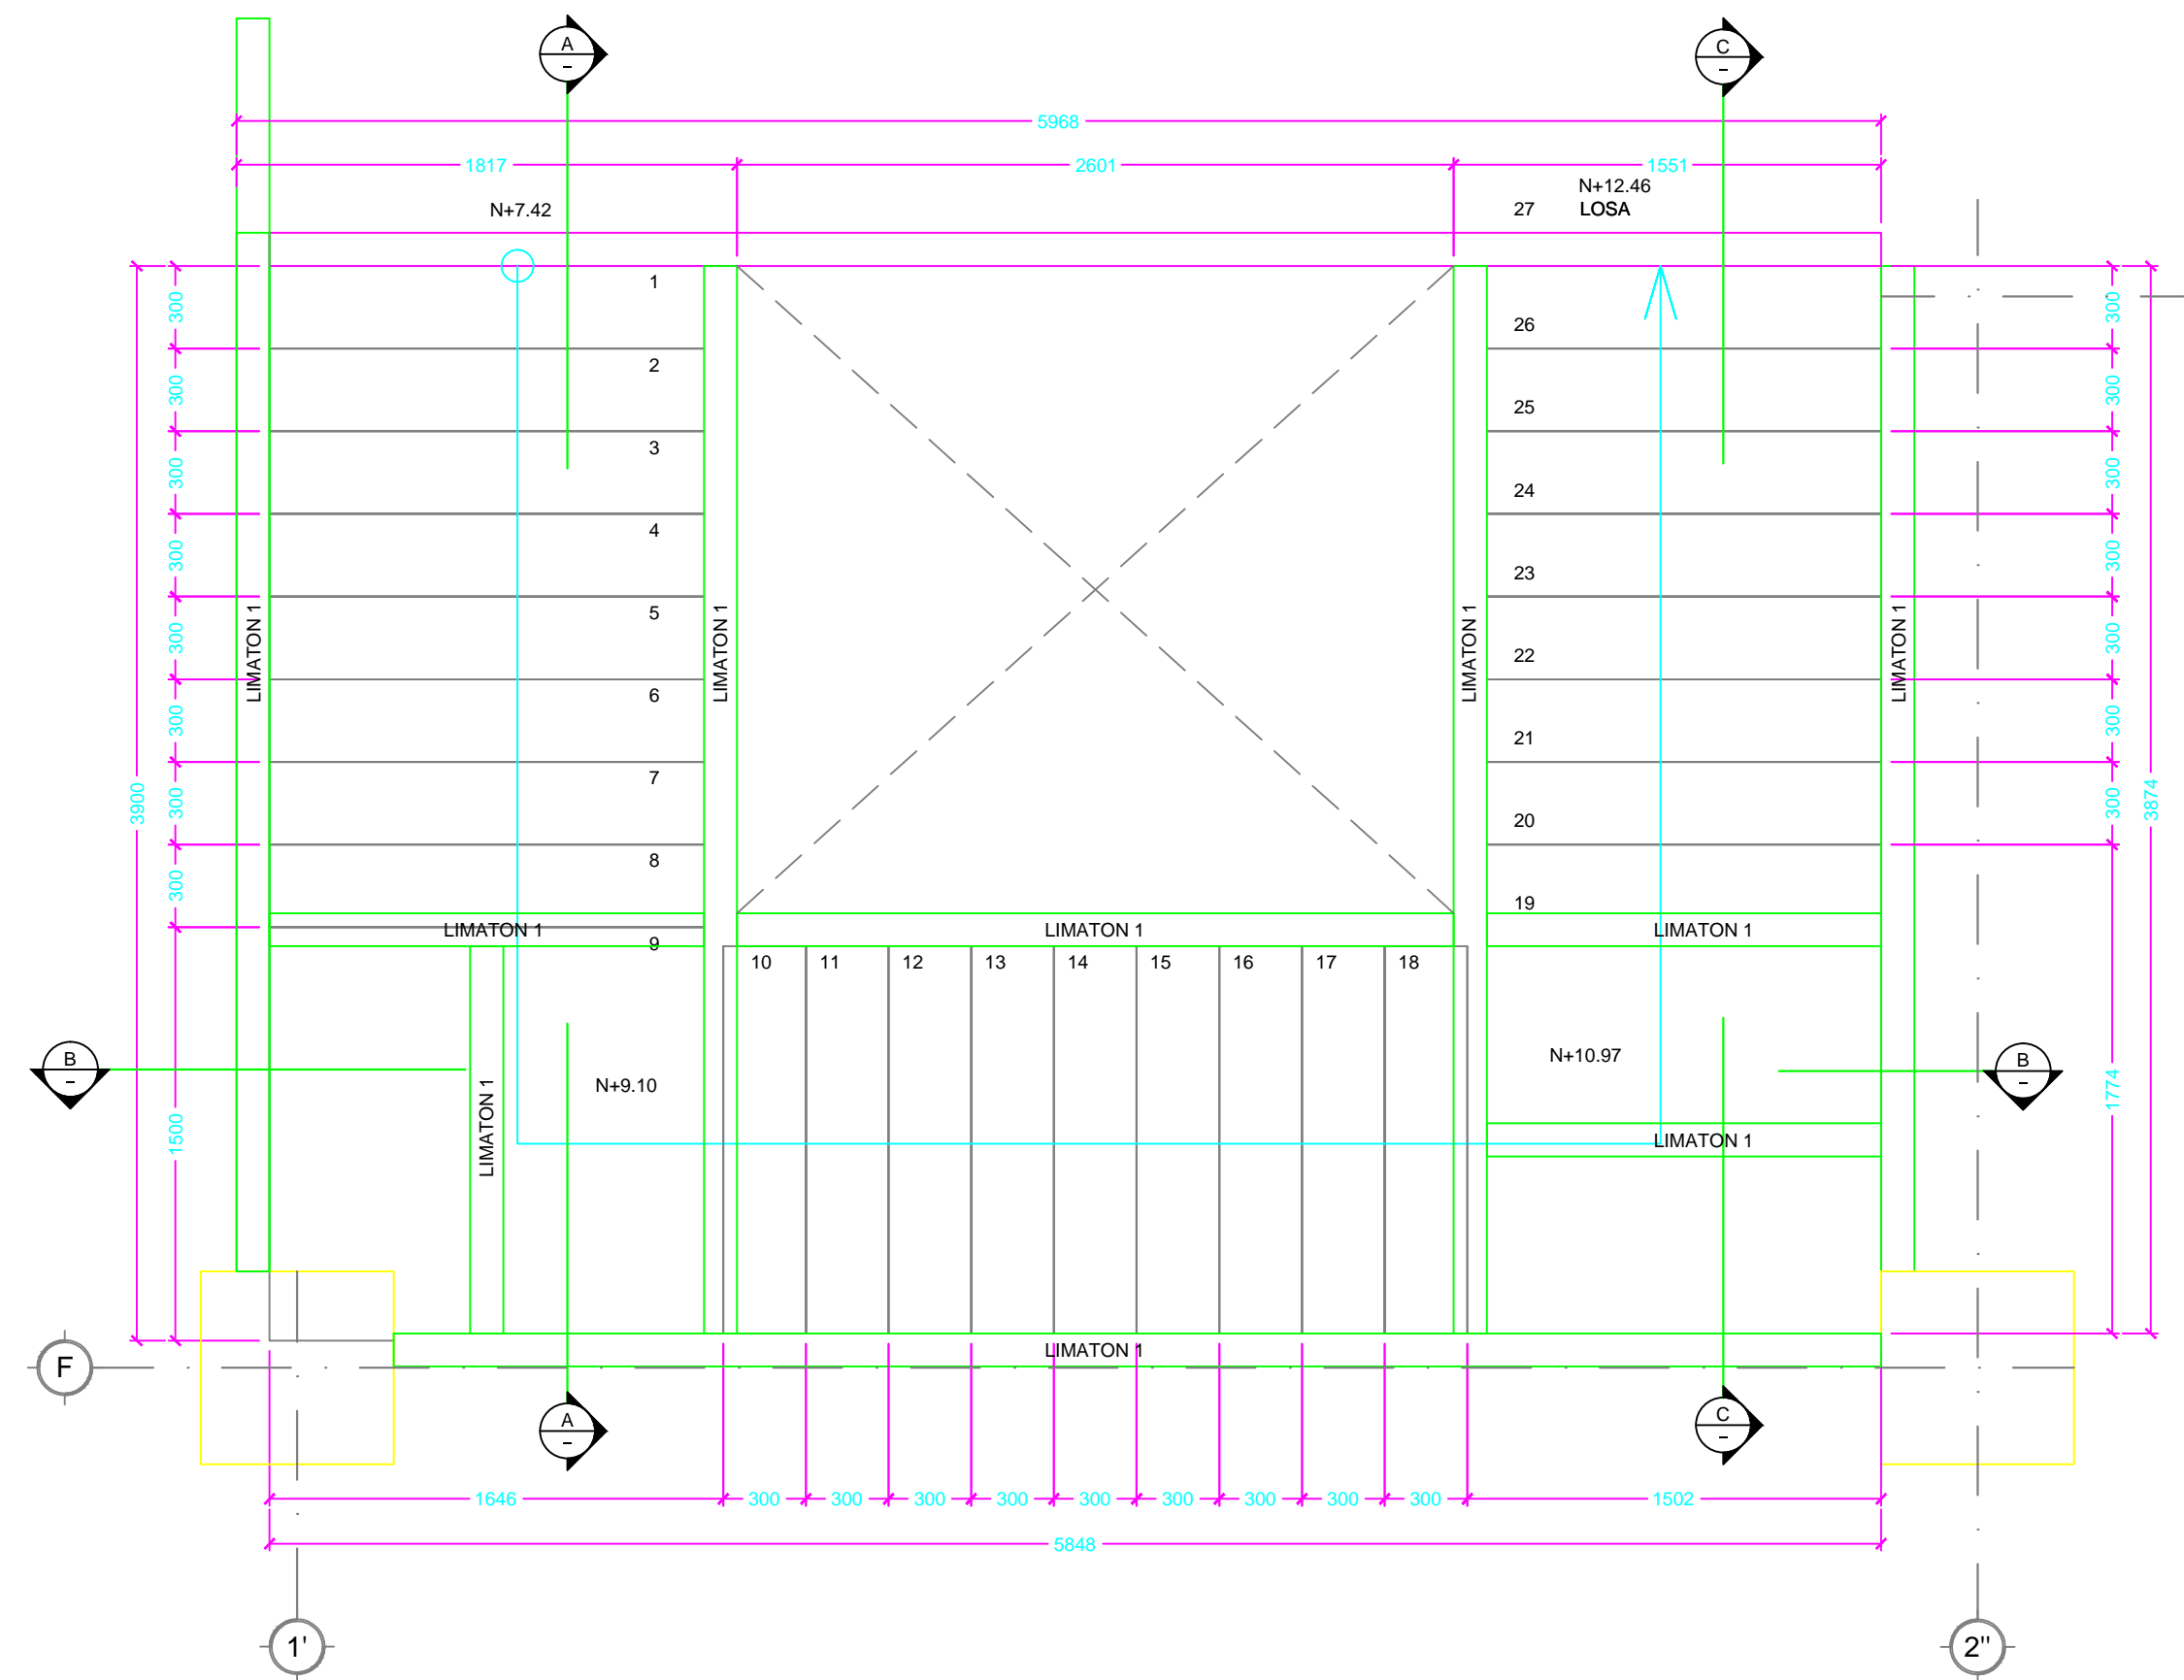 A
-
C
-
5968
1817
2601
1551
N+7.42
N+12.46
27 LOSA
1
2
3
4
5
6
7
8
9
26
25
24
23
22
21
20
19
300
300
300
300
300
300
300
300
3900
1500
300
300
300
300
300
300
300
3874
1774
LIMATON 1
LIMATON 1
LIMATON 1
LIMATON 1
LIMATON 1
LIMATON 1
LIMATON 1
10 11 12 13 14 15 16 17 18
B
-
N+9.10
LIMATON 1
N+10.97
B
-
LIMATON 1
LIMATON 1
F
A
-
C
-
1646 300 300 300 300 300 300 300 300 300 1502
5848
1'
2"